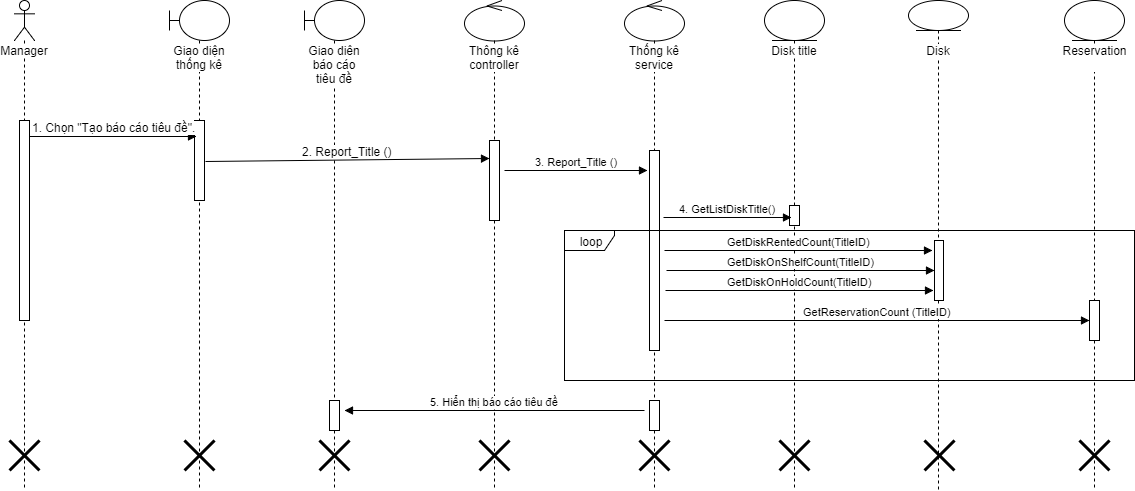 Manager
Giao diện
thống kê
Giao diện
báo cáo
tiêu đề
Thông kê
controller
Thống kê
service
Disk title
Disk
Reservation
1. Chọn "Tạo báo cáo tiêu đề".
2. Report_Title ()
3. Report_Title ()
4. GetListDiskTitle()
loop
GetDiskRentedCount(TitleID)
GetDiskOnShelfCount(TitleID)
GetDiskOnHoldCount(TitleID)
GetReservationCount (TitleID)
5. Hiển thị báo cáo tiêu đề